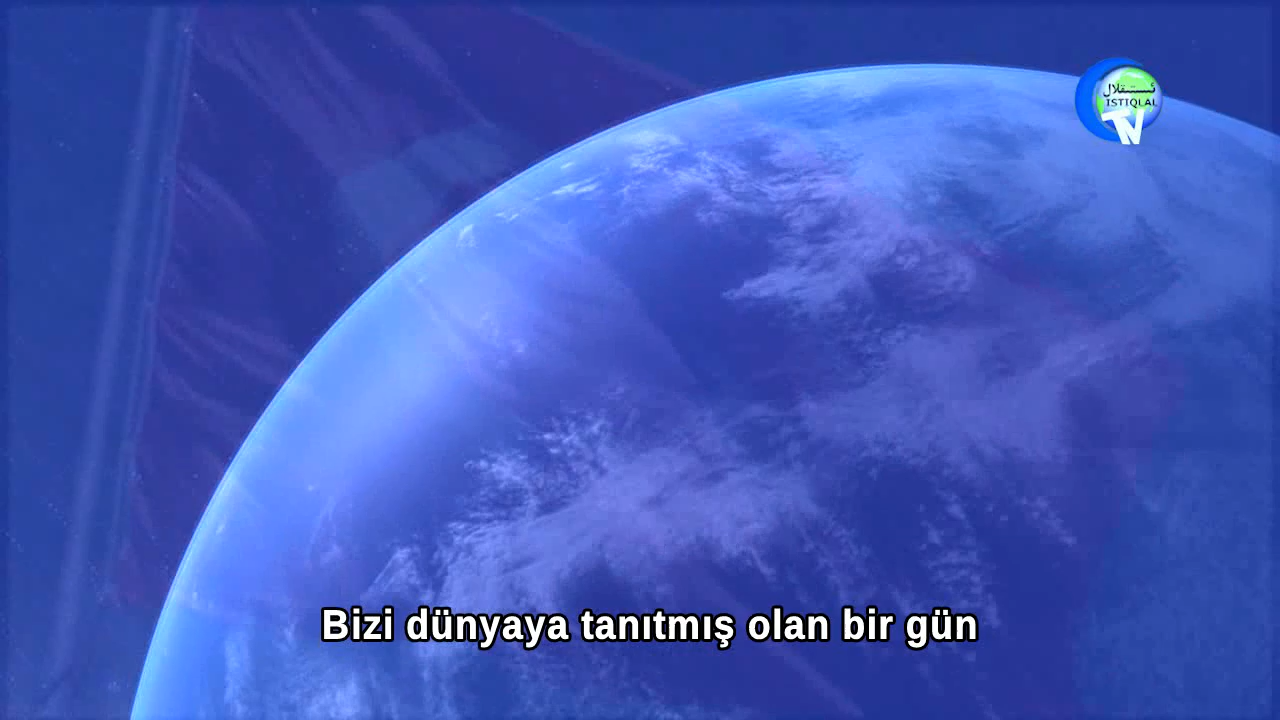 ئىستىقلال
ISTIQLAL
TV
Bizi dünyaya tanıtmış olan bir gün